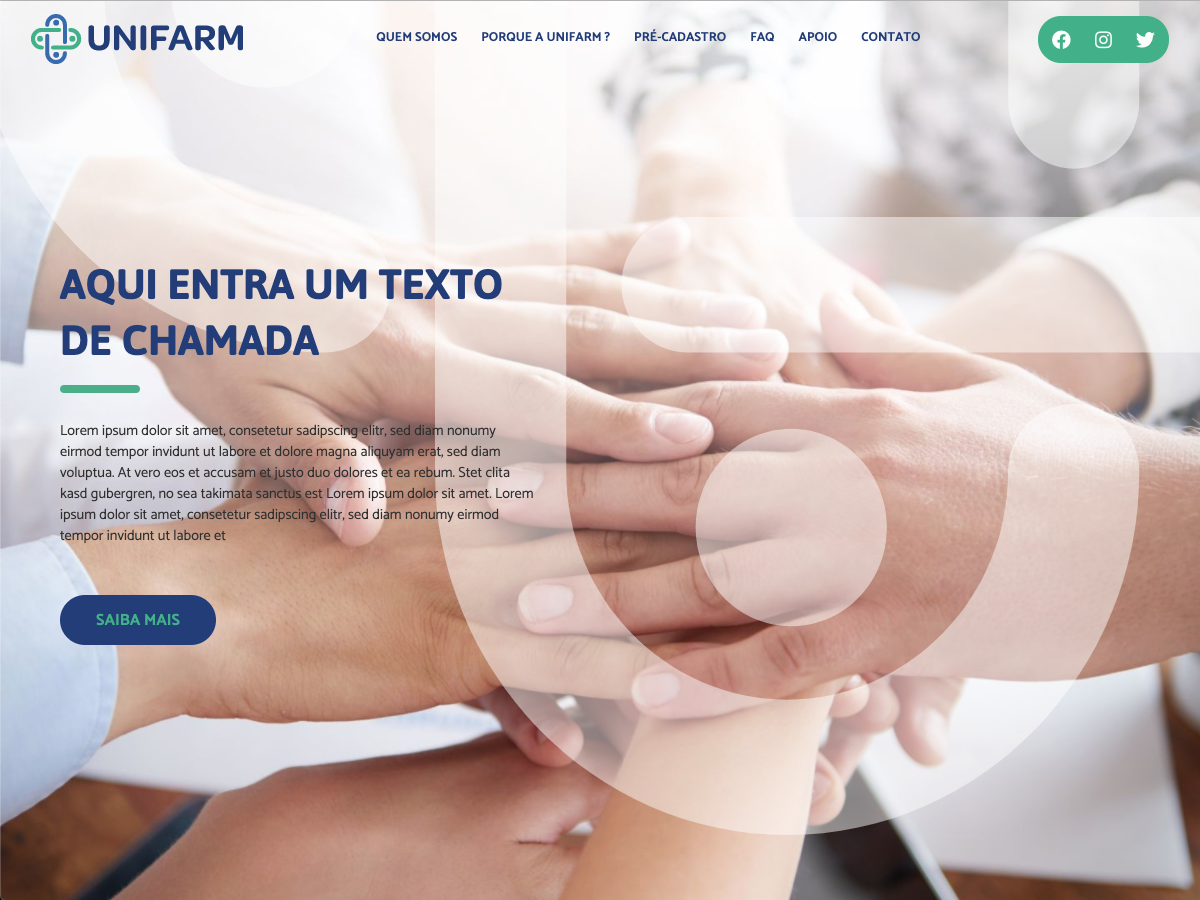 UNIFARM
QUEM SOMOS PORQUE A UNIFARM ? PRÉ-CADASTRO FAQ APOIO CONTATO
AQUI ENTRA UM TEXTO
DE CHAMADA
Lorem ipsum dolor sit amet, consetetur sadipscing elitr, sed diam nonumy
eirmod tempor invidunt ut labore et dolore magna aliquyam erat, sed diam
voluptua. At vero eos et accusam et justo duo dolores et ea rebum. Stet clita
kasd gubergren, no sea takimata sanctus est Lorem ipsum dolor sit amet. Lorem
ipsum dolor sit amet, consetetur sadipscing elitr, sed diam nonumy eirmod
tempor invidunt ut labore et
SAIBA MAIS